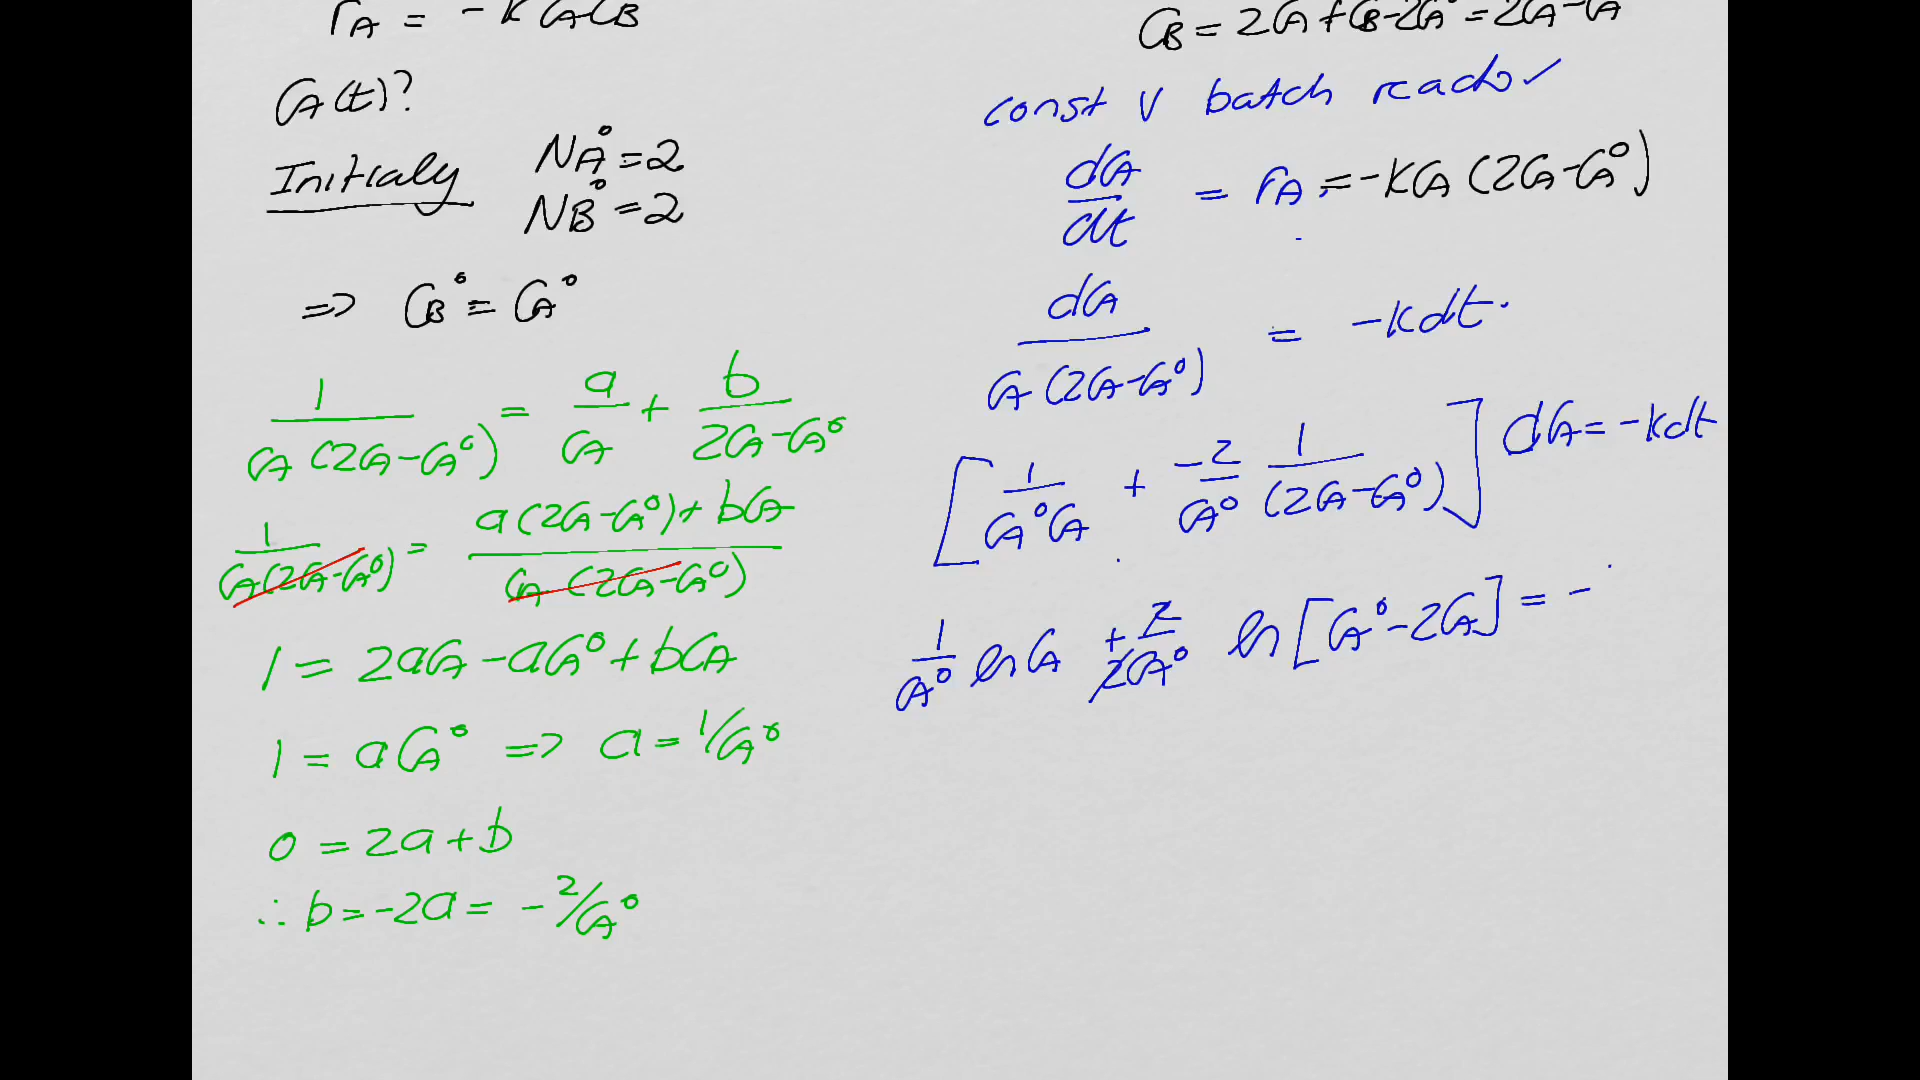 rA = -kCACB
CA(t)?
Initialy NA° = 2
NB° = 2
=> CB° = CA°
1/(CA(2CA-CA°)) = a/CA + b/(2CA-CA°)
1/(CA(2CA-CA°)) = (a(2CA-CA°)+bCA)/(CA(2CA-CA°))
1 = 2aCA - aCA° + bCA
1 = aCA° => a = 1/CA°
0 = 2a+b
∴ b = -2a = -2/CA°
CB = 2CA + CB° - 2CA° = 2CA - CA°
const V batch reacto ✓
dCA/dt = rA = -kCA(2CA-CA°)
dCA/(CA(2CA-CA°)) = -kdt.
[1/(CA°CA) + -2/CA° 1/(2CA-CA°)] dCA = -kdt
1/CA° ln CA + 2/(2CA°) ln[CA°-2CA] = -